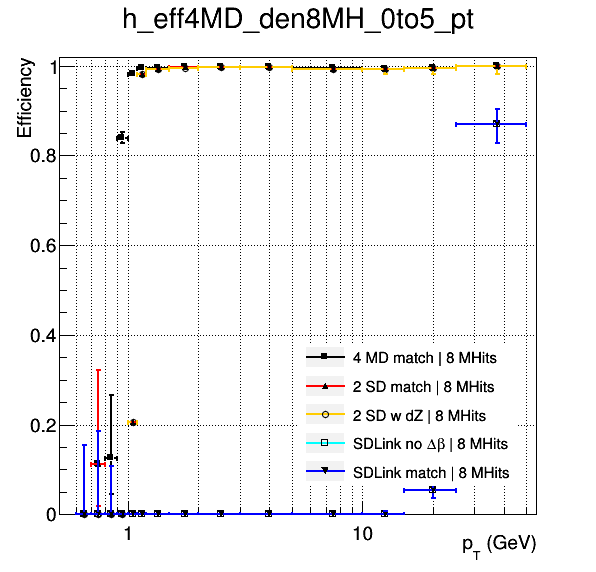 h_eff4MD_den8MH_0to5_pt
Efficiency
1
0.8
0.6
0.4
0.2
0
4 MD match | 8 MHits
2 SD match | 8 MHits
2 SD w dZ | 8 MHits
SDLink no Δβ | 8 MHits
SDLink match | 8 MHits
1
10
p_T (GeV)